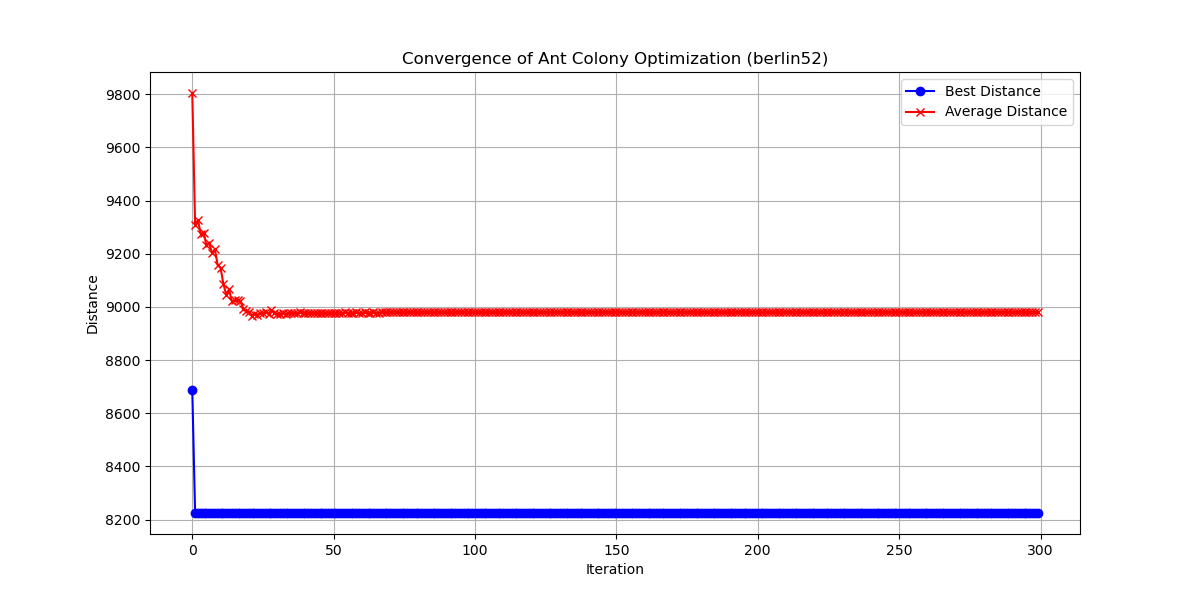 Convergence of Ant Colony Optimization (berlin52)
Best Distance
Average Distance
9800
9600
9400
9200
9000
8800
8600
8400
8200
Distance
0 50 100 150 200 250 300
Iteration